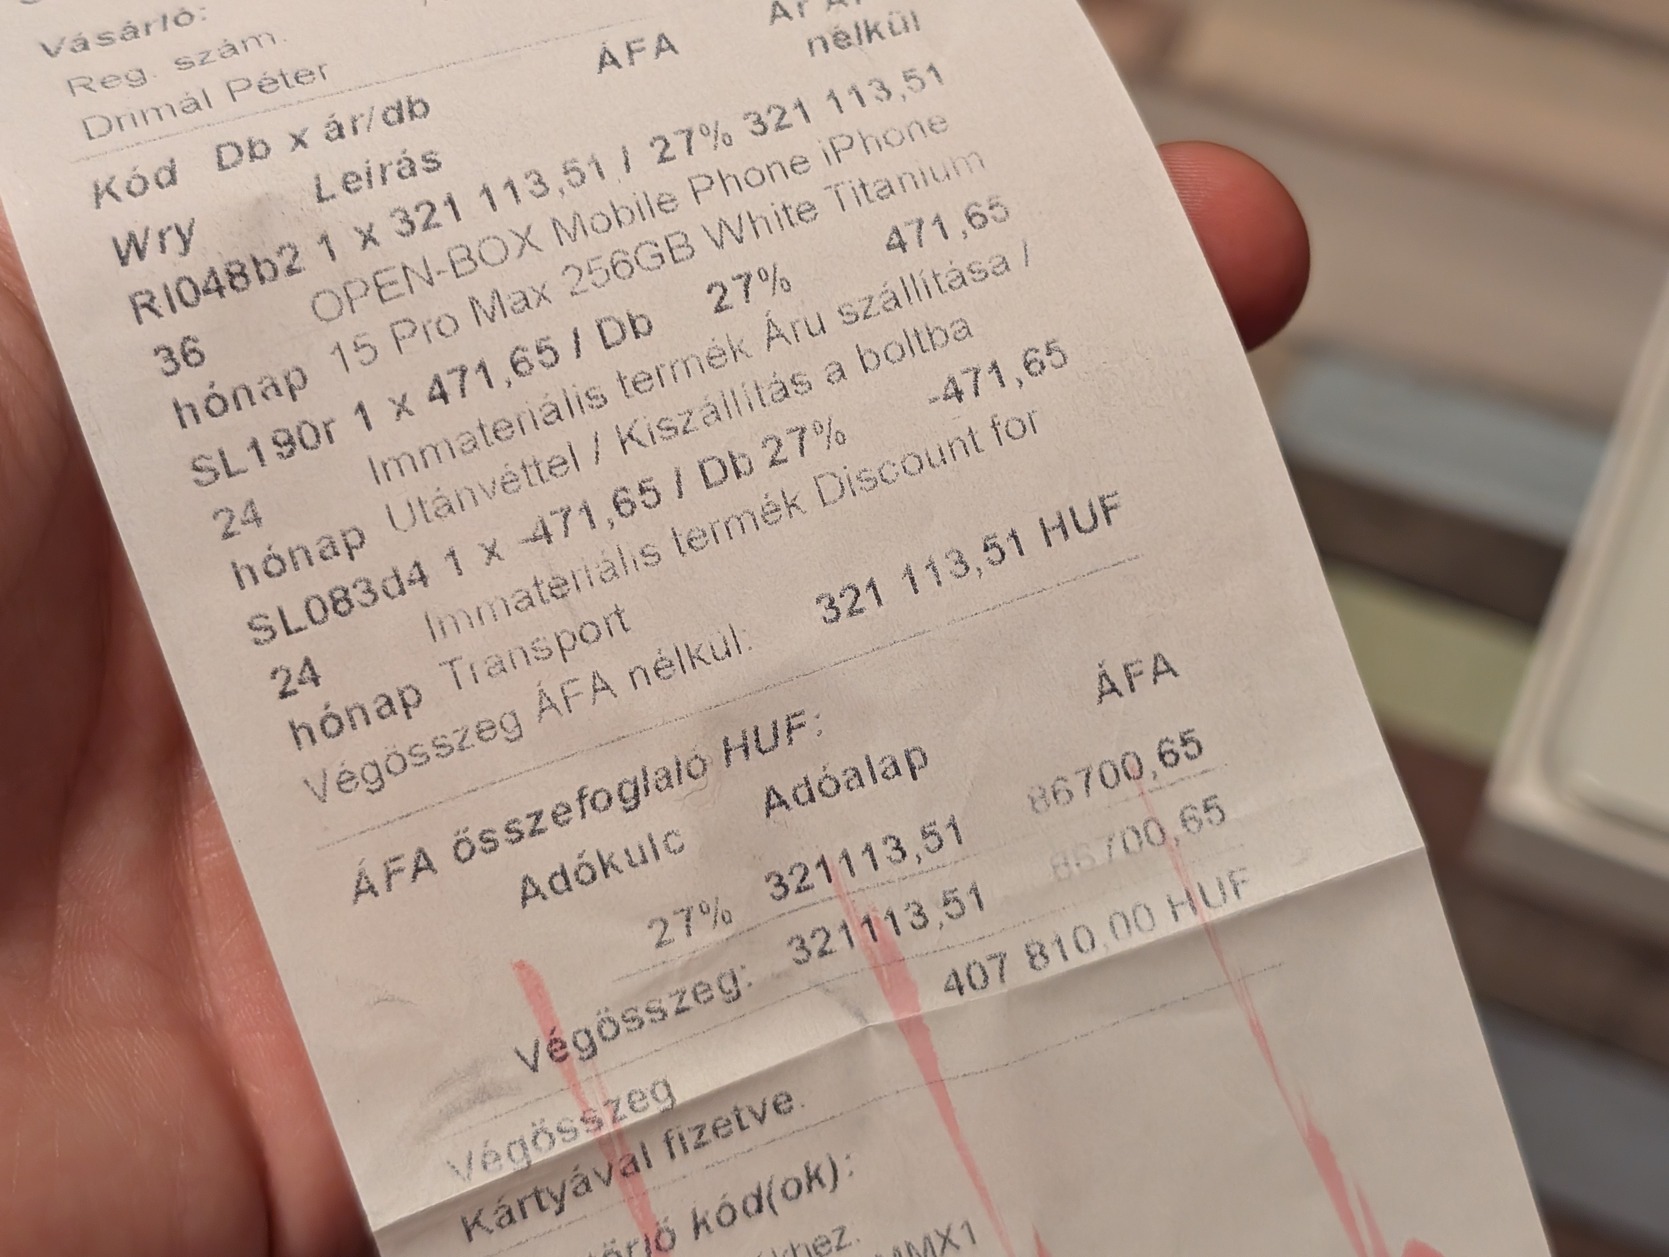 Vásárló:
Reg. szám.
Drimál Péter
ÁFA
nélkül
Kód Db x ár/db
Wry Leírás
RI048b2 1 x 321 113,51 / 27% 321 113,51
36 OPEN-BOX Mobile Phone iPhone
hónap 15 Pro Max 256GB White Titanium
SL190r 1 x 471,65 / Db 27% 471,65
24 Immateriális termék Áru szállítása /
hónap Utánvéttel / Kiszállítás a boltba
SL083d4 1 x -471,65 / Db 27% -471,65
24 Immateriális termék Discount for
hónap Transport
Végösszeg ÁFA nélkül: 321 113,51 HUF
ÁFA összefoglaló HUF:
Adókulc Adóalap ÁFA
27% 321113,51 86700,65
Végösszeg: 321113,51 86700,65
Végösszeg 407 810,00 HUF
Kártyával fizetve.
kód(ok):